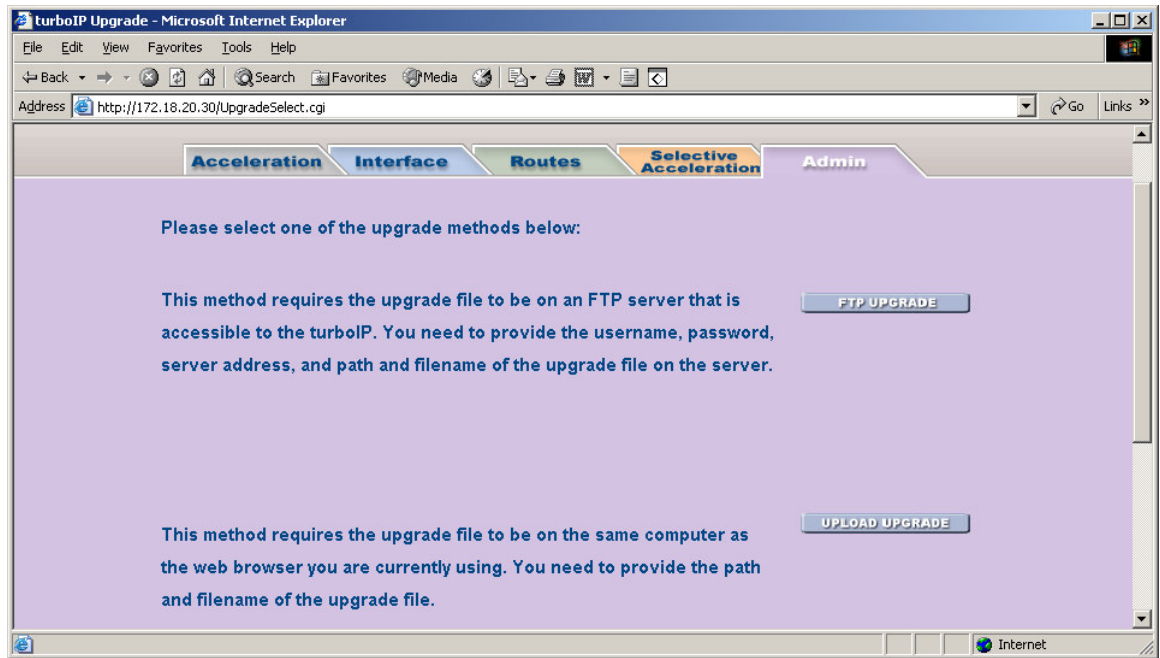 turboIP Upgrade - Microsoft Internet Explorer
File Edit View Favorites Tools Help
Back Search Favorites Media
Address http://172.18.20.30/UpgradeSelect.cgi Go Links »
Acceleration Interface Routes Selective Acceleration Admin
Please select one of the upgrade methods below:
This method requires the upgrade file to be on an FTP server that is
accessible to the turboIP. You need to provide the username, password,
server address, and path and filename of the upgrade file on the server.
FTP UPGRADE
This method requires the upgrade file to be on the same computer as
the web browser you are currently using. You need to provide the path
and filename of the upgrade file.
UPLOAD UPGRADE
Internet